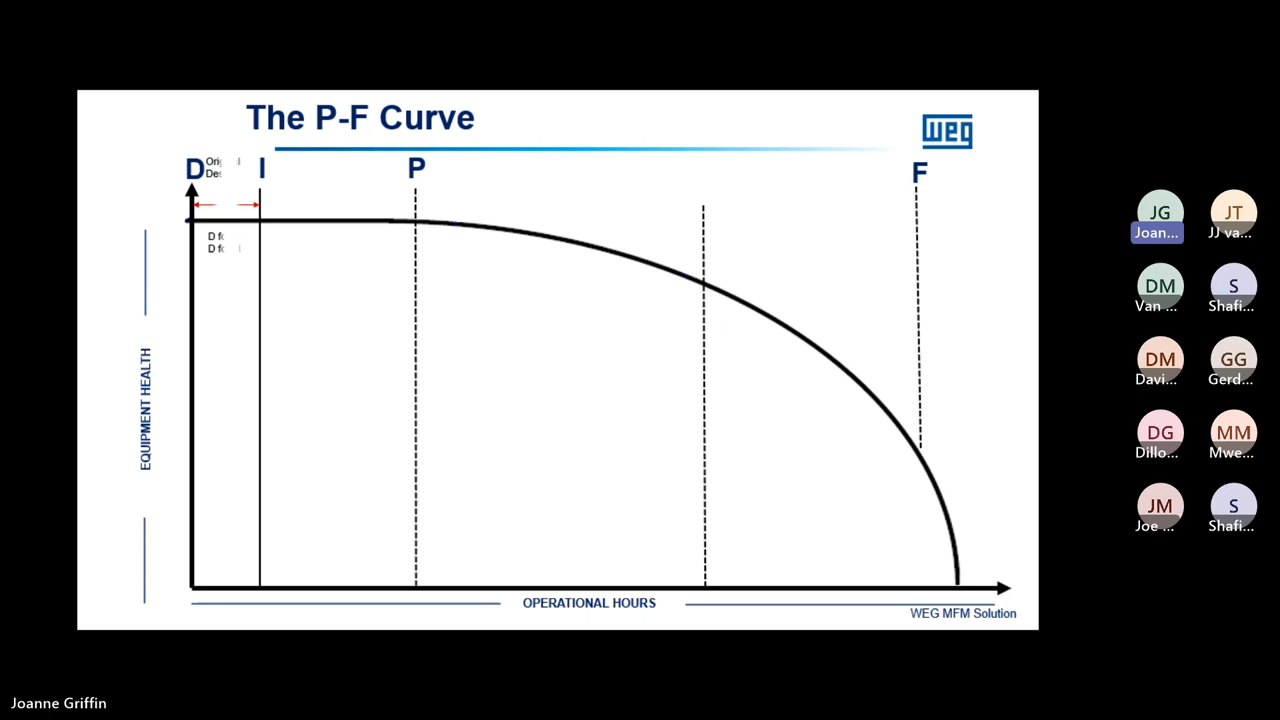 The P-F Curve
weg
D
I
P
F
D
D
EQUIPMENT HEALTH
OPERATIONAL HOURS
WEG MFM Solution
JG
Joan...
JT
JJ va...
DM
Van ...
S
Shafi...
DM
Davi...
GG
Gerd...
DG
Dillo...
MM
Mwe...
JM
Joe ...
S
Shafi...
Joanne Griffin